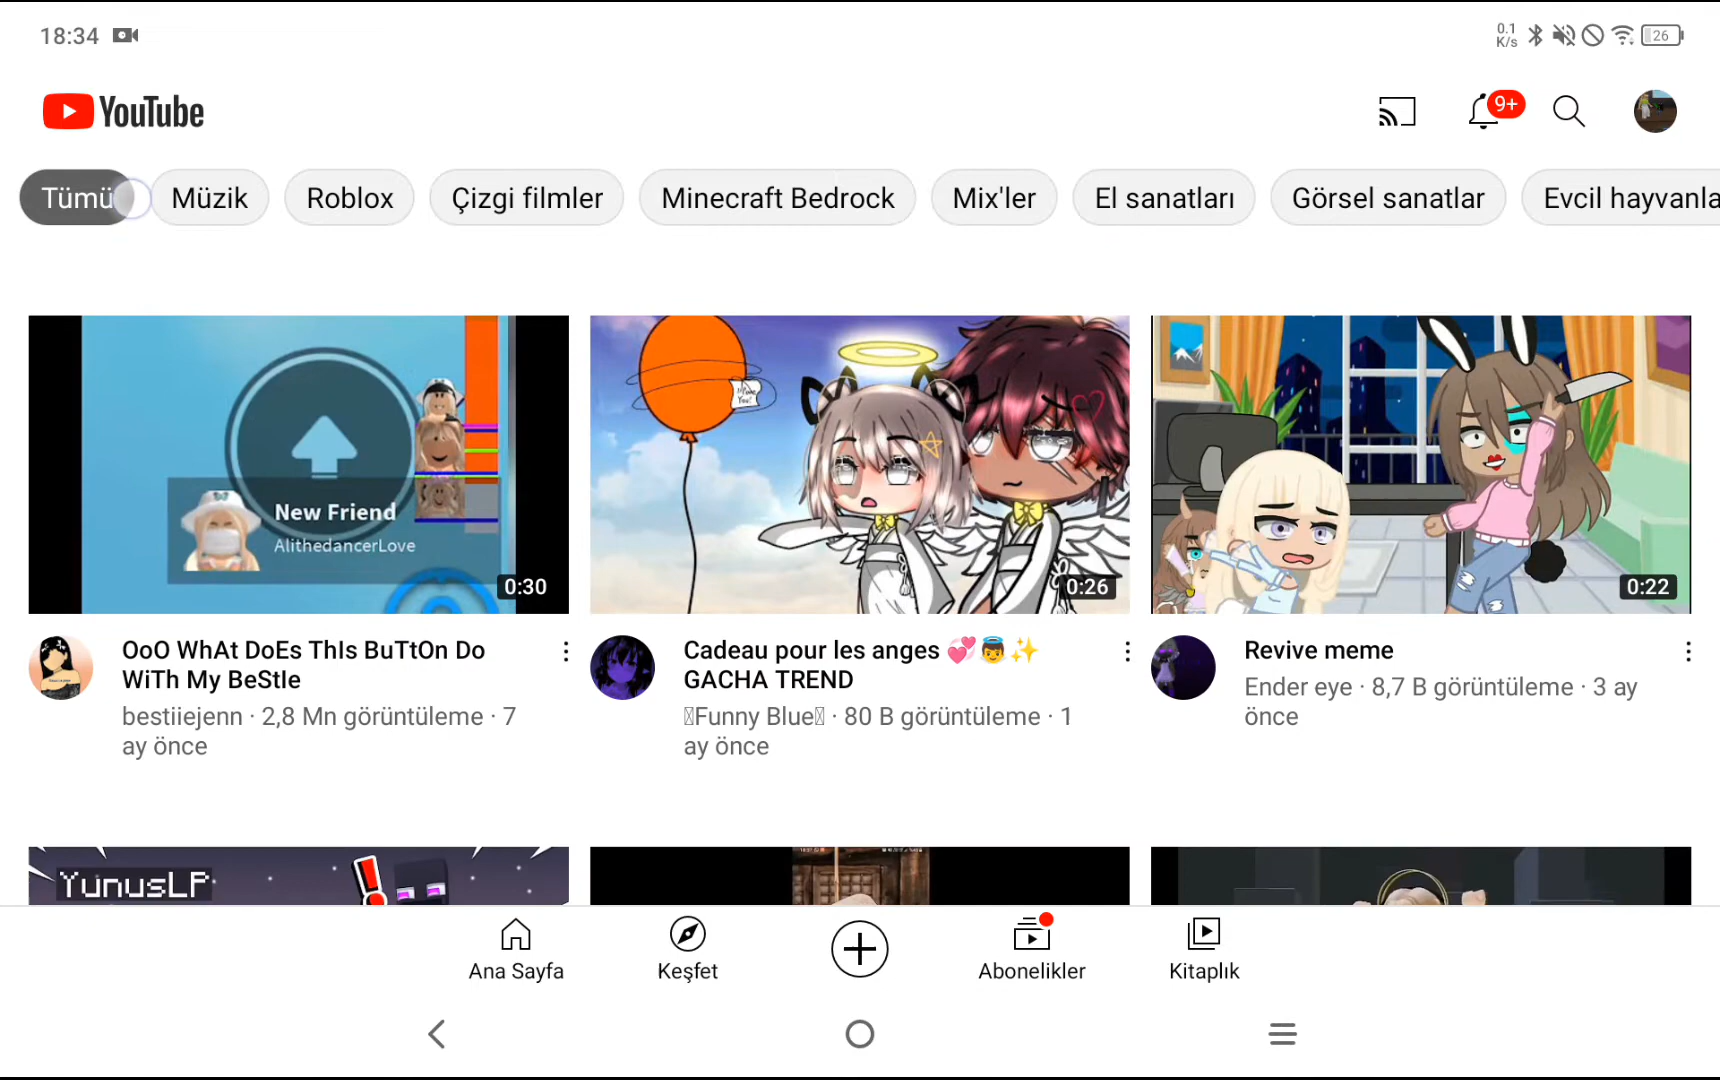 18:34
0.1
K/s
26
YouTube
9+
Tümü
Müzik
Roblox
Çizgi filmler
Minecraft Bedrock
Mix'ler
El sanatları
Görsel sanatlar
Evcil hayvanla
New Friend
AlithedancerLove
0:30
0:26
0:22
OoO WhAt DoEs ThIs BuTtOn Do
WiTh My BeStIe
bestiiejenn · 2,8 Mn görüntüleme · 7
ay önce
Cadeau pour les anges 💞👼✨
GACHA TREND
Funny Blue · 80 B görüntüleme · 1
ay önce
Revive meme
Ender eye · 8,7 B görüntüleme · 3 ay
önce
YunusLP
Ana Sayfa
Keşfet
Abonelikler
Kitaplık